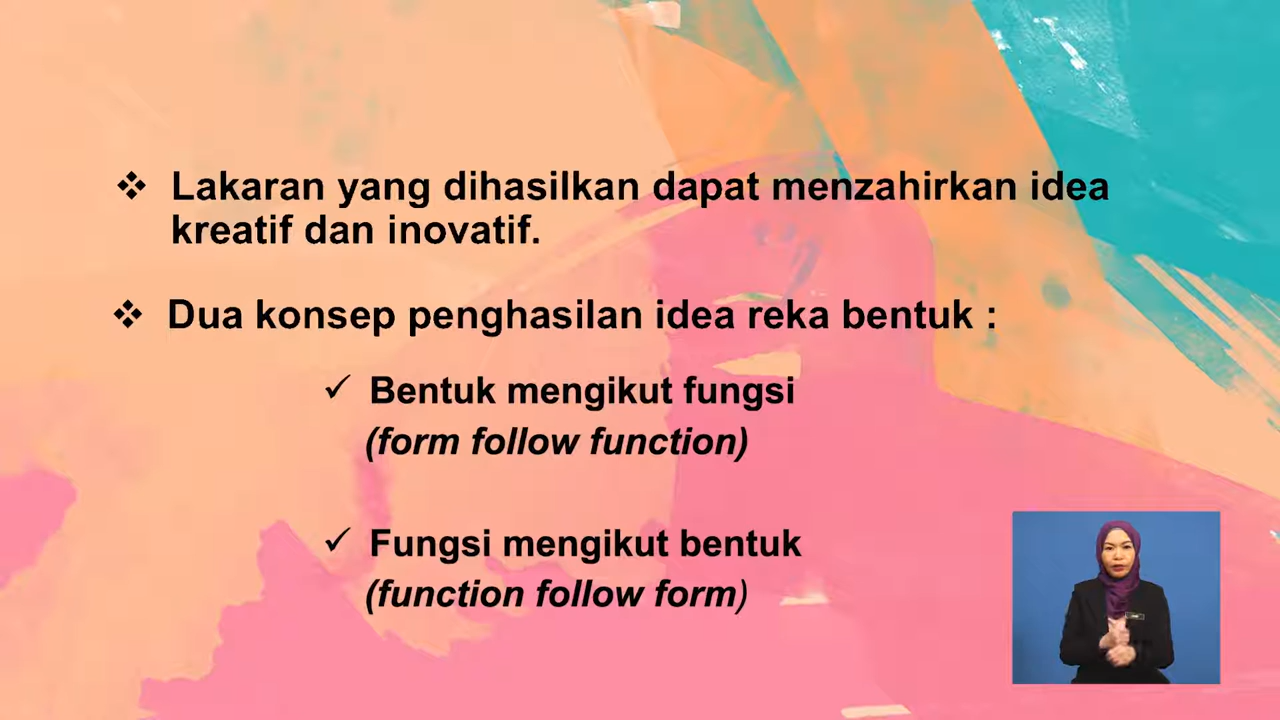 ❖ Lakaran yang dihasilkan dapat menzahirkan idea
kreatif dan inovatif.
❖ Dua konsep penghasilan idea reka bentuk :
✓ Bentuk mengikut fungsi
(form follow function)
✓ Fungsi mengikut bentuk
(function follow form)